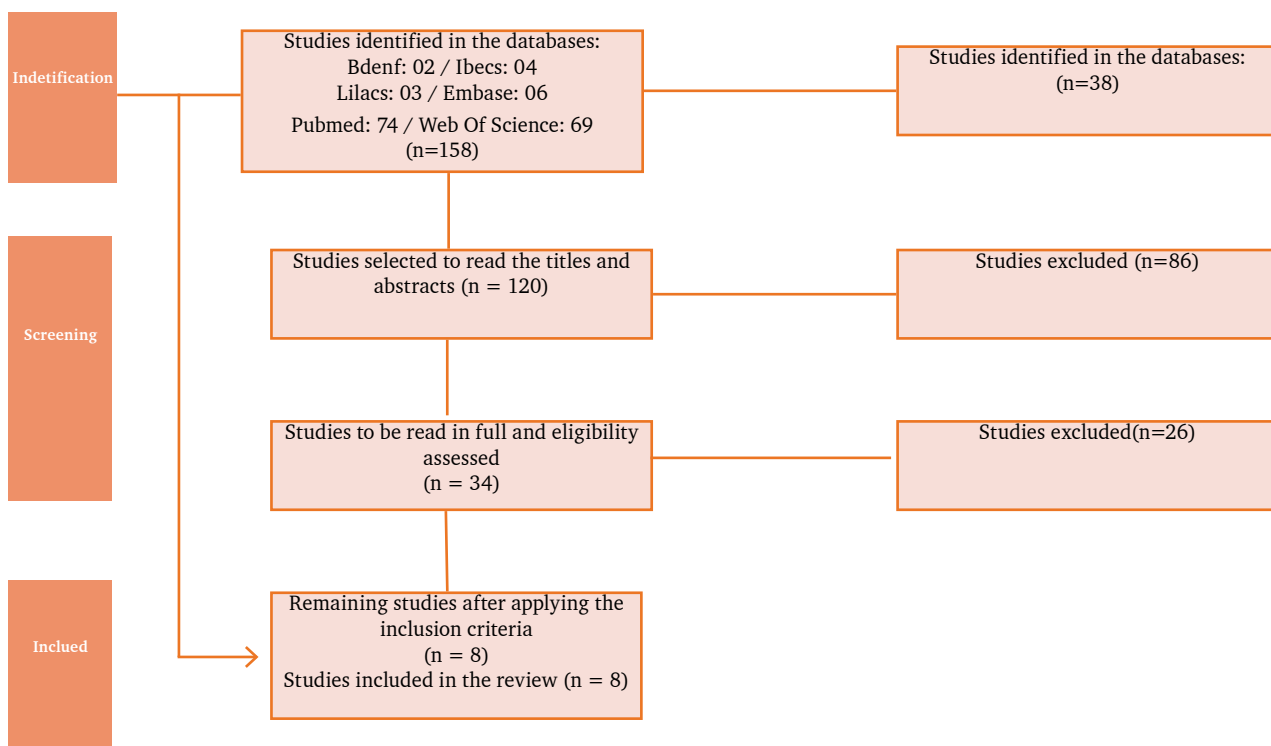 Indetification
Studies identified in the databases:
Bdenf: 02 / Ibecs: 04
Lilacs: 03 / Embase: 06
Pubmed: 74 / Web Of Science: 69
(n=158)
Studies identified in the databases:
(n=38)
Screening
Studies selected to read the titles and
abstracts (n = 120)
Studies excluded (n=86)
Studies to be read in full and eligibility
assessed
(n = 34)
Studies excluded(n=26)
Inclued
Remaining studies after applying the
inclusion criteria
(n = 8)
Studies included in the review (n = 8)